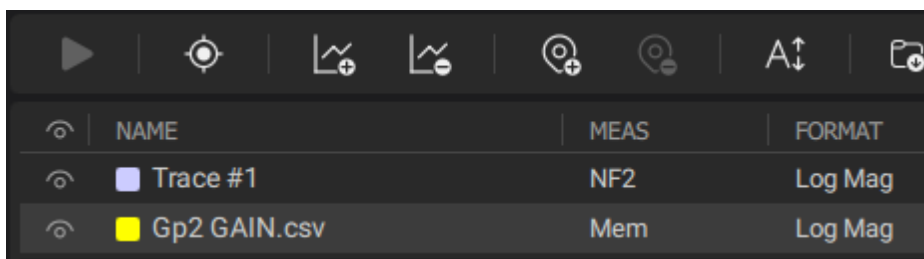 A
NAME MEAS FORMAT
Trace #1 NF2 Log Mag
Gp2 GAIN.csv Mem Log Mag